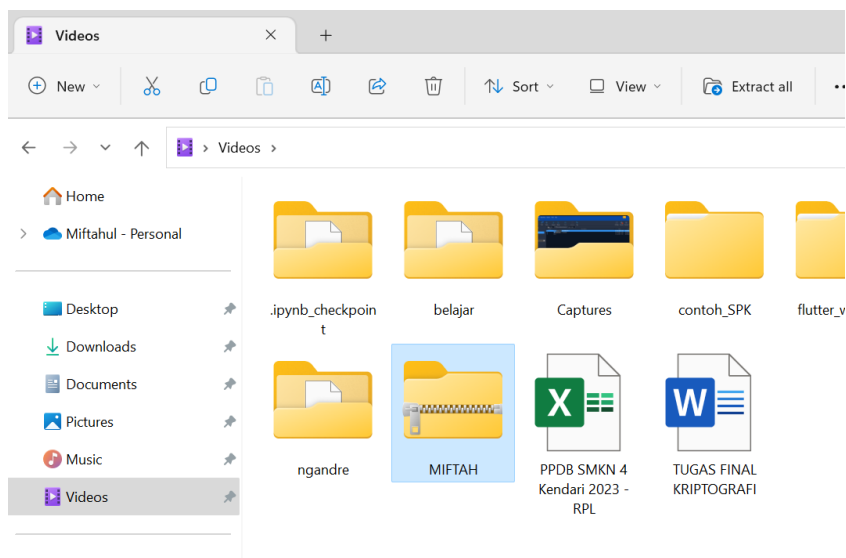 Videos
New
Sort
View
Extract all
Videos
Home
Miftahul - Personal
Desktop
Downloads
Documents
Pictures
Music
Videos
.ipynb_checkpoin
t
belajar
Captures
contoh_SPK
flutter_w
ngandre
MIFTAH
PPDB SMKN 4
Kendari 2023 -
RPL
TUGAS FINAL
KRIPTOGRAFI